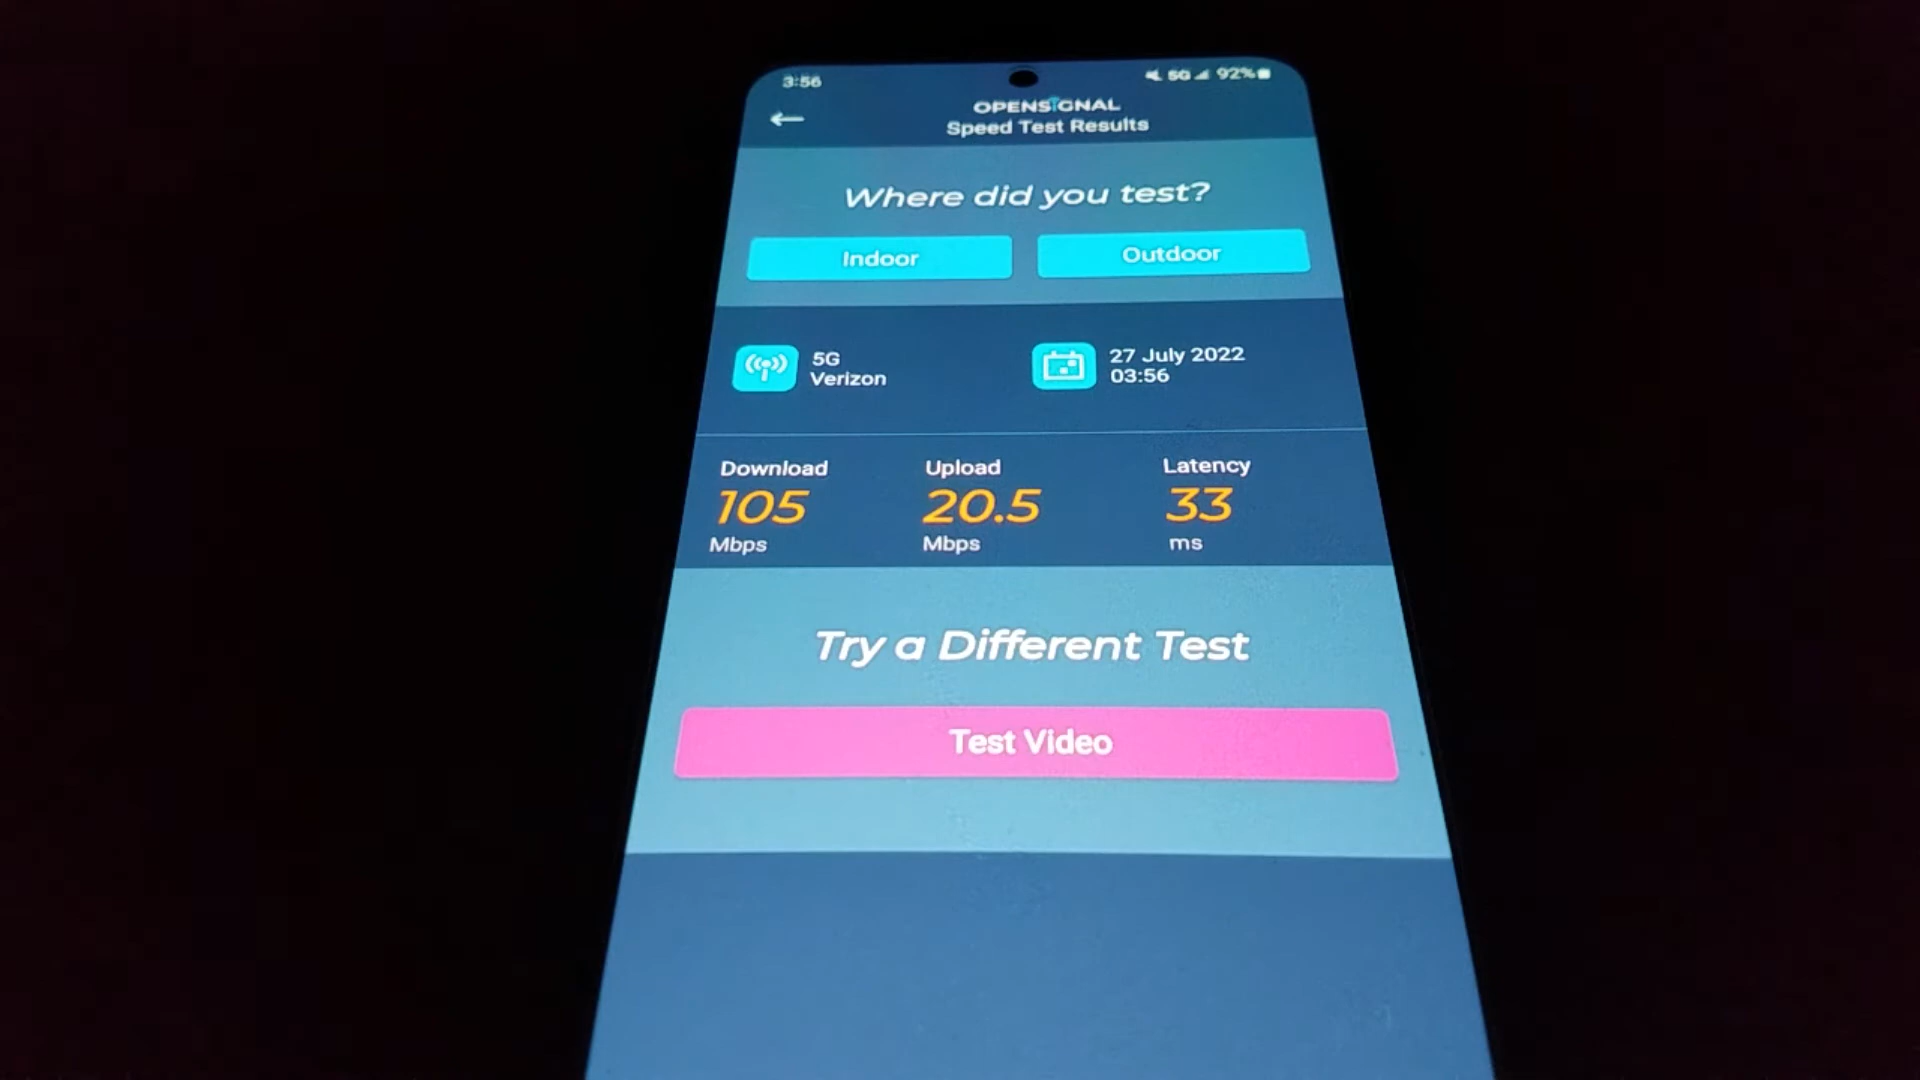 3:56
5G 92%
OPENSIGNAL
Speed Test Results
Where did you test?
Indoor Outdoor
5G
Verizon
27 July 2022
03:56
Download Upload Latency
105 20.5 33
Mbps Mbps ms
Try a Different Test
Test Video